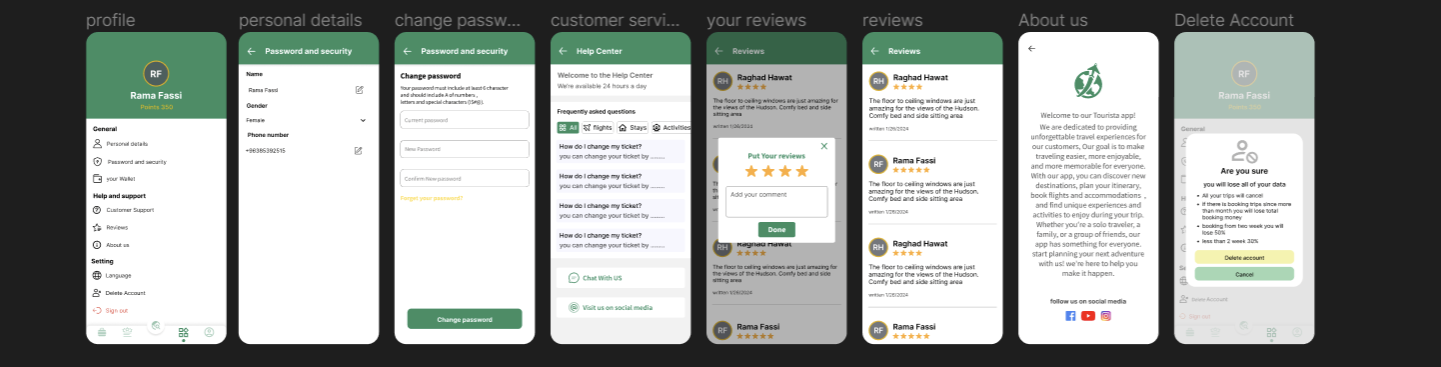 profile
RF
Rama Fassi
Points 250
General
Personal details
Password and security
your Wallet
Help and support
Customer Support
Reviews
About us
Setting
Language
Delete Account
Sign out
personal details
Password and security
Name
Rama Fassi
Gender
Female
Phone number
+98385392515
change passw...
Password and security
Change password
Your password must include at least 6 character
and should include A of numbers ,
letters and special characters ((!$#@)).
Current password
New Password
Confirm New password
Forget your password?
Change password
customer servi...
Help Center
Welcome to the Help Center
We're available 24 hours a day
Frequently asked questions
All
flights
Stays
Activities
How do I change my ticket?
you can change your ticket by ........
How do I change my ticket?
you can change your ticket by ........
How do I change my ticket?
you can change your ticket by ........
How do I change my ticket?
you can change your ticket by ........
Chat With US
Visit us on social media
your reviews
Reviews
RH
Raghad Hawat
The floor to ceiling windows are just amazing for
the views of the Hudson. Comfy bed and side
sitting area
written 1/26/2024
Put Your reviews
Add your comment
Done
RH
Raghad Hawat
The floor to ceiling windows are just amazing for
the views of the Hudson. Comfy bed and side
sitting area
written 1/26/2024
RF
Rama Fassi
reviews
Reviews
RH
Raghad Hawat
The floor to ceiling windows are just
amazing for the views of the Hudson.
Comfy bed and side sitting area
written 1/26/2024
RF
Rama Fassi
The floor to ceiling windows are just
amazing for the views of the Hudson.
Comfy bed and side sitting area
written 1/26/2024
RH
Raghad Hawat
The floor to ceiling windows are just
amazing for the views of the Hudson.
Comfy bed and side sitting area
written 1/26/2024
RF
Rama Fassi
About us
Welcome to our Tourista app!
We are dedicated to providing
unforgettable travel experiences for
our customers, Our goal is to make
traveling easier, more enjoyable,
and more memorable for everyone.
With our app, you can discover new
destinations, plan your itinerary,
book flights and accommodations ,
and find unique experiences and
activities to enjoy during your trip.
Whether you're a solo traveler, a
family, or a group of friends, our
app has something for everyone.
start planning your next adventure
with us! we're here to help you
make it happen.
follow us on social media
Delete Account
RF
Rama Fassi
Points 250
General
Are you sure
you will lose all of your data
• All your trips will cancel
• If there is booking trips since more
than month you will lose total
booking money
• booking from two week you will
lose 50%
• less than 2 week 30%
Delete account
Cancel
Delete Account
Sign out